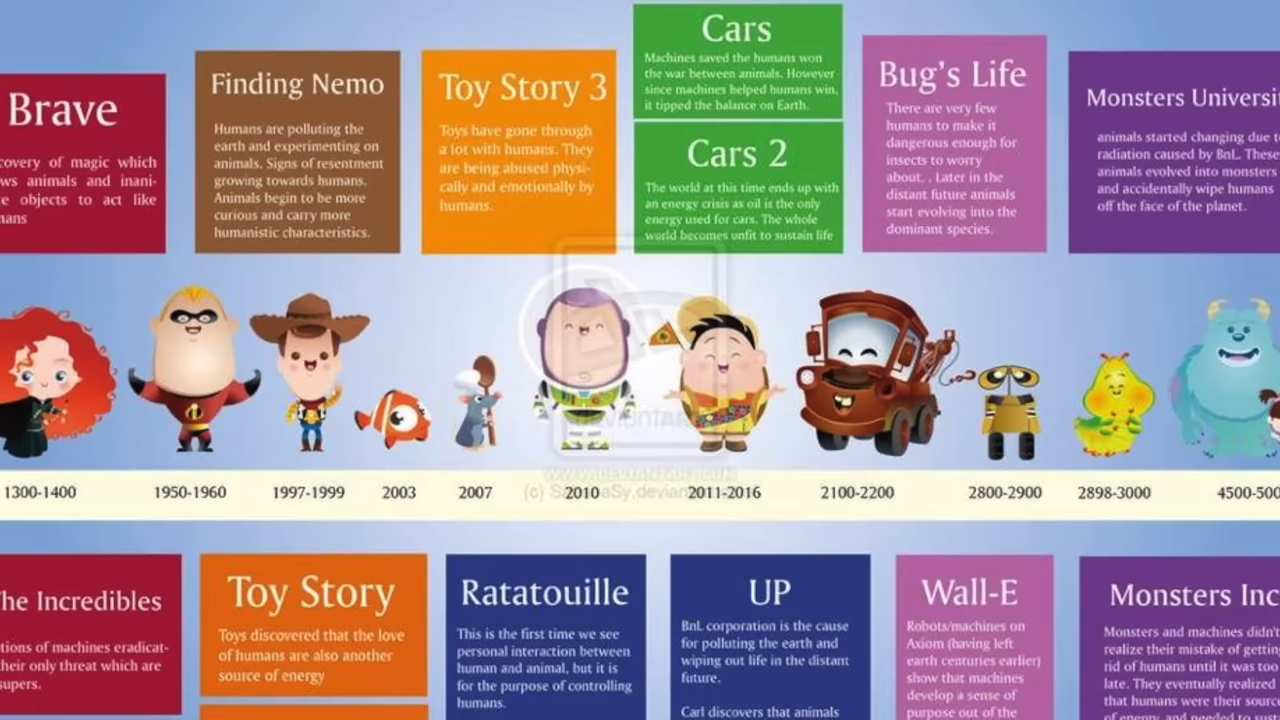 Brave
covery of magic which
ws animals and inani-
e objects to act like
mans
Finding Nemo
Humans are polluting the
earth and experimenting on
animals. Signs of resentment
growing towards humans.
Animals begin to be more
curious and carry more
humanistic characteristics.
Toy Story 3
Toys have gone through
a lot with humans. They
are being abused physi-
cally and emotionally by
humans.
Cars
Machines saved the humans won
the war between animals. However
since machines helped humans win,
it tipped the balance on Earth.
Cars 2
The world at this time ends up with
an energy crisis as oil is the only
energy used for cars. The whole
world becomes unfit to sustain life
Bug's Life
There are very few
humans to make it
dangerous enough for
insects to worry
about. . Later in the
distant future animals
start evolving into the
dominant species.
Monsters Universi
animals started changing due to
radiation caused by BnL. These
animals evolved into monsters
and accidentally wipe humans
off the face of the planet.
1300-1400
1950-1960
1997-1999
2003
2007
2010
2011-2016
2100-2200
2800-2900
2898-3000
4500-500
he Incredibles
tions of machines eradicat-
their only threat which are
supers.
Toy Story
Toys discovered that the love
of humans are also another
source of energy
Ratatouille
This is the first time we see
personal interaction between
human and animal, but it is
for the purpose of controlling
humans.
UP
BnL corporation is the cause
for polluting the earth and
wiping out life in the distant
future.
Carl discovers that animals
Wall-E
Robots/machines on
Axiom (having left
earth centuries earlier)
show that machines
develop a sense of
purpose out of the
Monsters Inc
Monsters and machines didn't
realize their mistake of getting
rid of humans until it was too
late. They eventually realized
that humans were their source
of energy, and needed to